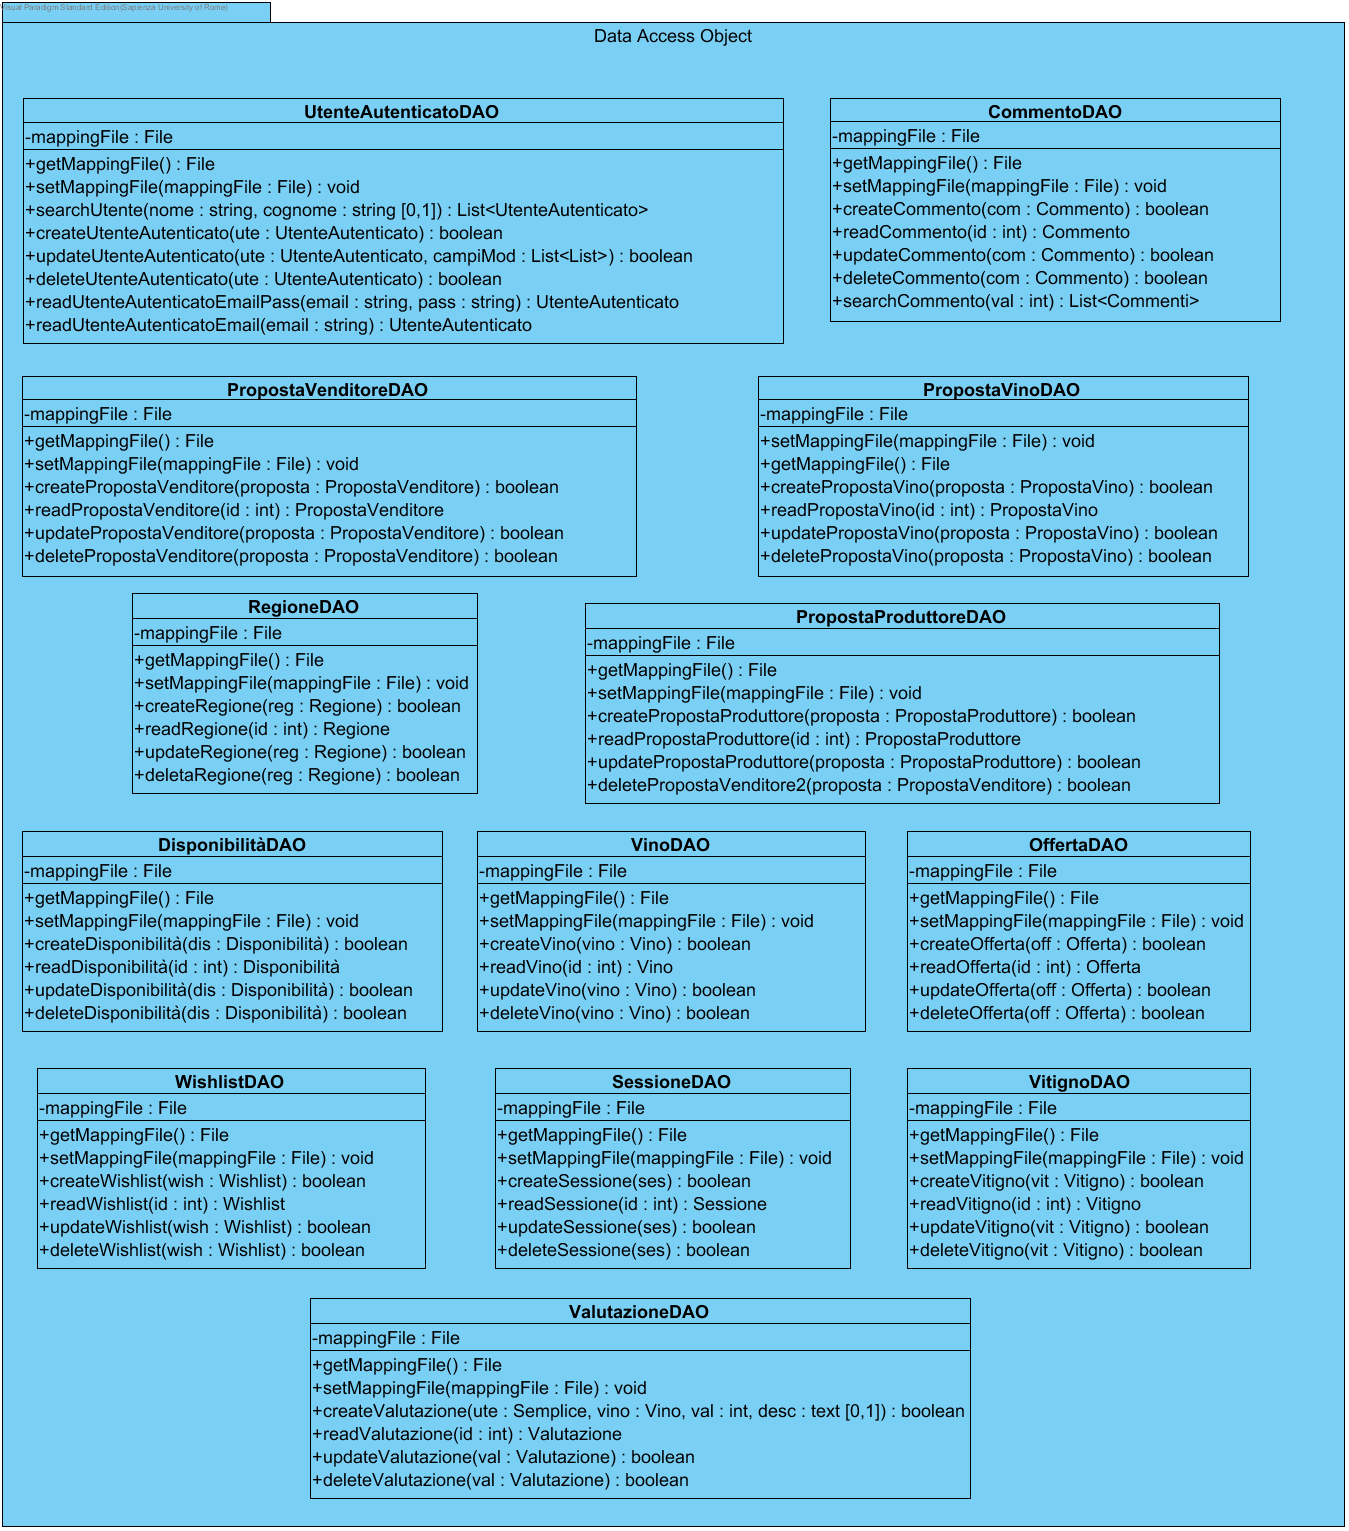 Visual Paradigm Standard Edition(Sapienza University of Rome)
Data Access Object
UtenteAutenticatoDAO
-mappingFile : File
+getMappingFile() : File
+setMappingFile(mappingFile : File) : void
+searchUtente(nome : string, cognome : string [0,1]) : List<UtenteAutenticato>
+createUtenteAutenticato(ute : UtenteAutenticato) : boolean
+updateUtenteAutenticato(ute : UtenteAutenticato, campiMod : List<List>) : boolean
+deleteUtenteAutenticato(ute : UtenteAutenticato) : boolean
+readUtenteAutenticatoEmailPass(email : string, pass : string) : UtenteAutenticato
+readUtenteAutenticatoEmail(email : string) : UtenteAutenticato
CommentoDAO
-mappingFile : File
+getMappingFile() : File
+setMappingFile(mappingFile : File) : void
+createCommento(com : Commento) : boolean
+readCommento(id : int) : Commento
+updateCommento(com : Commento) : boolean
+deleteCommento(com : Commento) : boolean
+searchCommento(val : int) : List<Commenti>
PropostaVenditoreDAO
-mappingFile : File
+getMappingFile() : File
+setMappingFile(mappingFile : File) : void
+createPropostaVenditore(proposta : PropostaVenditore) : boolean
+readPropostaVenditore(id : int) : PropostaVenditore
+updatePropostaVenditore(proposta : PropostaVenditore) : boolean
+deletePropostaVenditore(proposta : PropostaVenditore) : boolean
PropostaVinoDAO
-mappingFile : File
+setMappingFile(mappingFile : File) : void
+getMappingFile() : File
+createPropostaVino(proposta : PropostaVino) : boolean
+readPropostaVino(id : int) : PropostaVino
+updatePropostaVino(proposta : PropostaVino) : boolean
+deletePropostaVino(proposta : PropostaVino) : boolean
RegioneDAO
-mappingFile : File
+getMappingFile() : File
+setMappingFile(mappingFile : File) : void
+createRegione(reg : Regione) : boolean
+readRegione(id : int) : Regione
+updateRegione(reg : Regione) : boolean
+deletaRegione(reg : Regione) : boolean
PropostaProduttoreDAO
-mappingFile : File
+getMappingFile() : File
+setMappingFile(mappingFile : File) : void
+createPropostaProduttore(proposta : PropostaProduttore) : boolean
+readPropostaProduttore(id : int) : PropostaProduttore
+updatePropostaProduttore(proposta : PropostaProduttore) : boolean
+deletePropostaVenditore2(proposta : PropostaVenditore) : boolean
DisponibilitàDAO
-mappingFile : File
+getMappingFile() : File
+setMappingFile(mappingFile : File) : void
+createDisponibilità(dis : Disponibilità) : boolean
+readDisponibilità(id : int) : Disponibilità
+updateDisponibilità(dis : Disponibilità) : boolean
+deleteDisponibilità(dis : Disponibilità) : boolean
VinoDAO
-mappingFile : File
+getMappingFile() : File
+setMappingFile(mappingFile : File) : void
+createVino(vino : Vino) : boolean
+readVino(id : int) : Vino
+updateVino(vino : Vino) : boolean
+deleteVino(vino : Vino) : boolean
OffertaDAO
-mappingFile : File
+getMappingFile() : File
+setMappingFile(mappingFile : File) : void
+createOfferta(off : Offerta) : boolean
+readOfferta(id : int) : Offerta
+updateOfferta(off : Offerta) : boolean
+deleteOfferta(off : Offerta) : boolean
WishlistDAO
-mappingFile : File
+getMappingFile() : File
+setMappingFile(mappingFile : File) : void
+createWishlist(wish : Wishlist) : boolean
+readWishlist(id : int) : Wishlist
+updateWishlist(wish : Wishlist) : boolean
+deleteWishlist(wish : Wishlist) : boolean
SessioneDAO
-mappingFile : File
+getMappingFile() : File
+setMappingFile(mappingFile : File) : void
+createSessione(ses) : boolean
+readSessione(id : int) : Sessione
+updateSessione(ses) : boolean
+deleteSessione(ses) : boolean
VitignoDAO
-mappingFile : File
+getMappingFile() : File
+setMappingFile(mappingFile : File) : void
+createVitigno(vit : Vitigno) : boolean
+readVitigno(id : int) : Vitigno
+updateVitigno(vit : Vitigno) : boolean
+deleteVitigno(vit : Vitigno) : boolean
ValutazioneDAO
-mappingFile : File
+getMappingFile() : File
+setMappingFile(mappingFile : File) : void
+createValutazione(ute : Semplice, vino : Vino, val : int, desc : text [0,1]) : boolean
+readValutazione(id : int) : Valutazione
+updateValutazione(val : Valutazione) : boolean
+deleteValutazione(val : Valutazione) : boolean